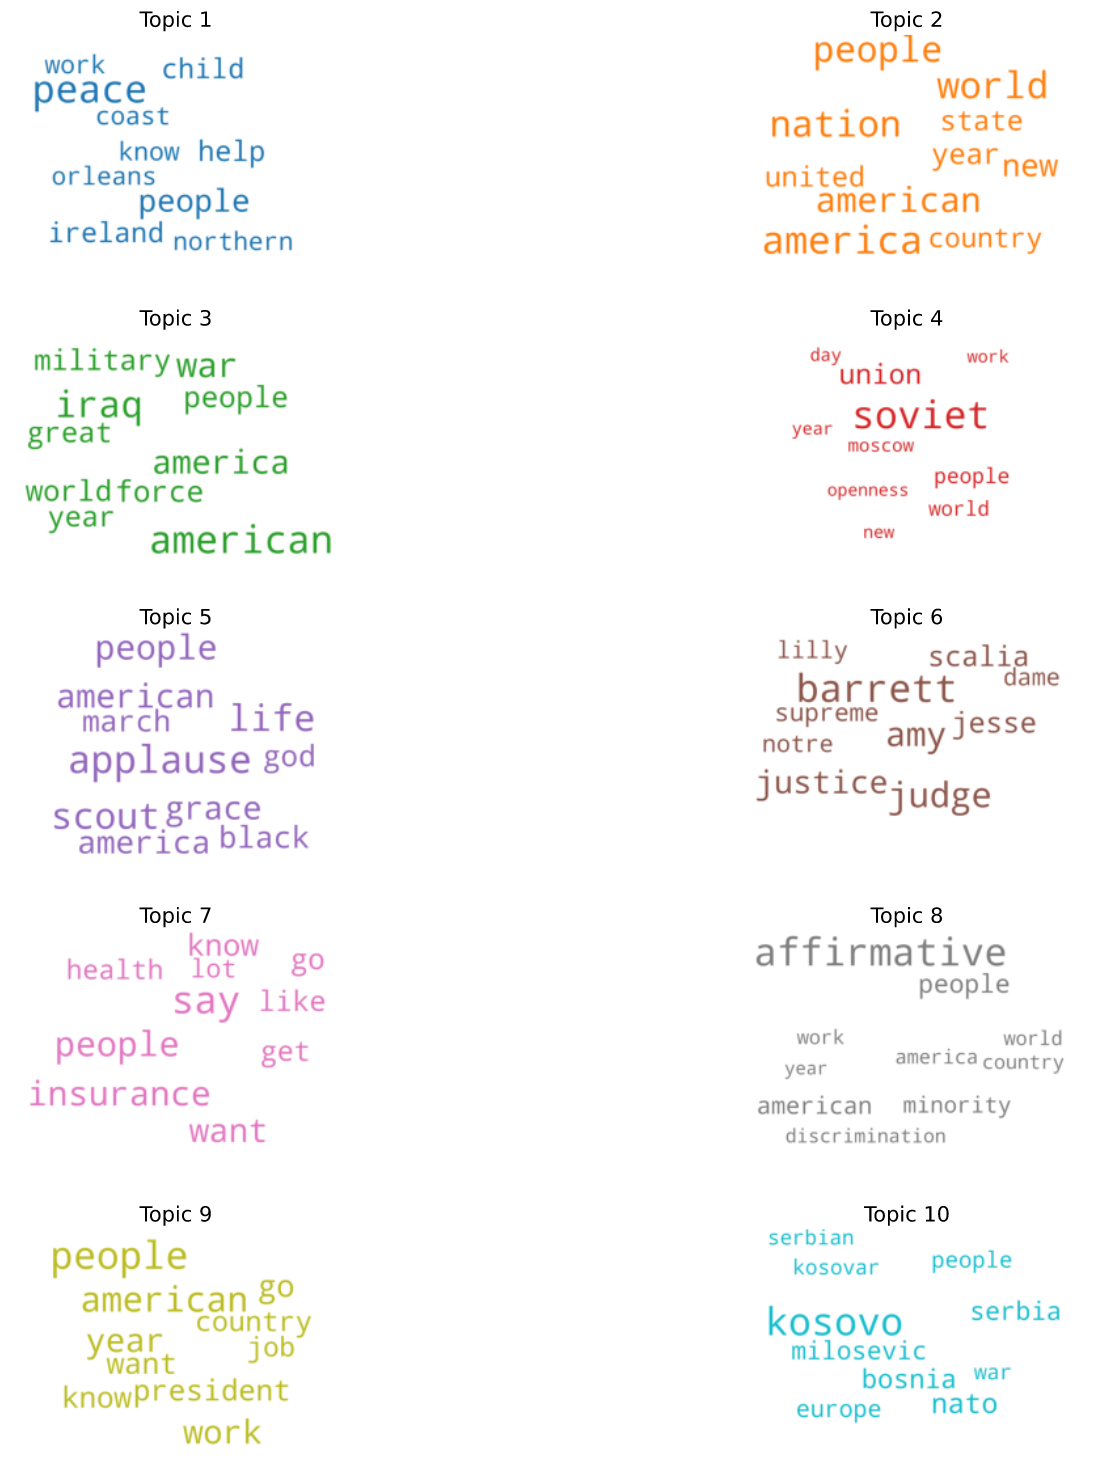 Topic 1
work child
peace
coast
know help
orleans
people
ireland northern
Topic 2
people
world
nation state
year new
united
american
america country
Topic 3
military war
iraq people
great
america
world force
year
american
Topic 4
day work
union
soviet
year
moscow
people
openness
world
new
Topic 5
people
american
march life
applause god
scout grace
america black
Topic 6
lilly scalia
barrett dame
supreme jesse
notre amy
justice judge
Topic 7
know
health lot go
say like
people get
insurance
want
Topic 8
affirmative
people
work world
year america country
american minority
discrimination
Topic 9
people
american go
country
year job
want
know president
work
Topic 10
serbian
kosovar people
kosovo serbia
milosevic
bosnia war
europe nato